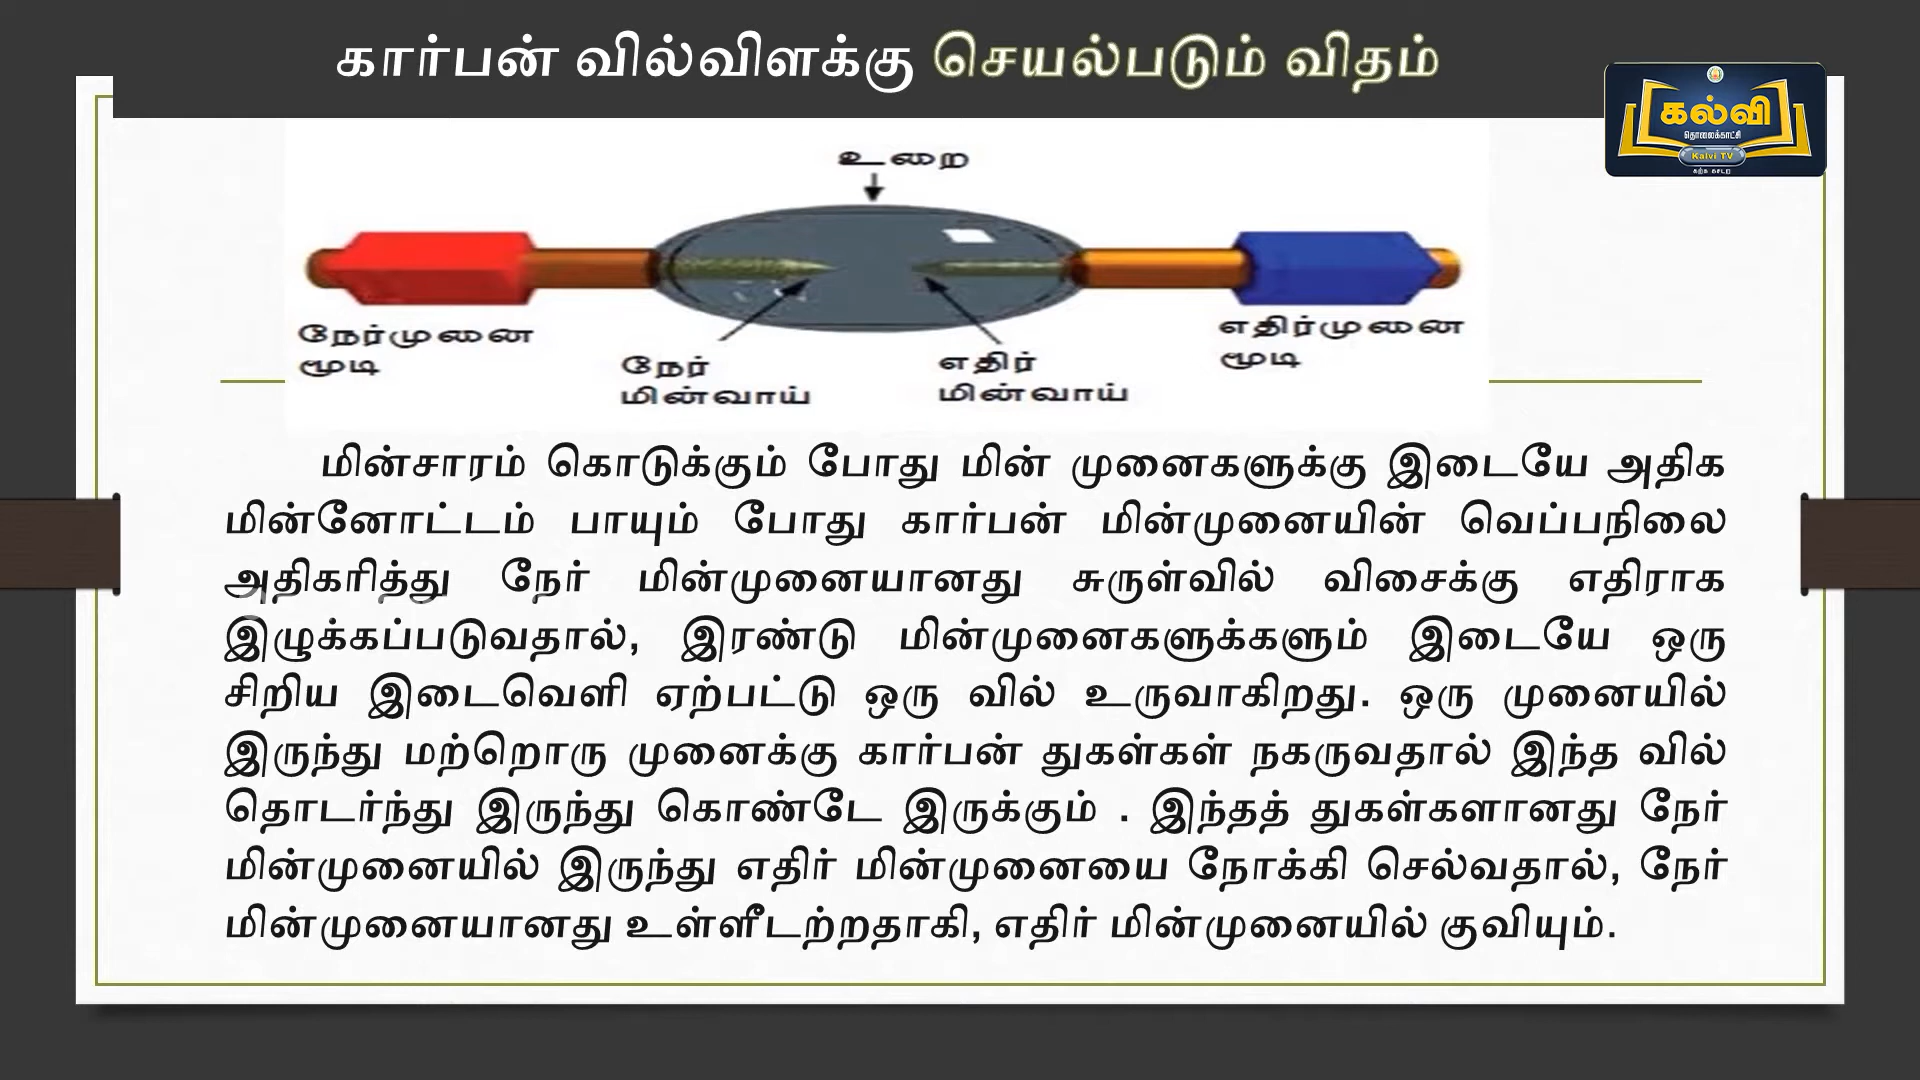 கார்பன் வில்விளக்கு செயல்படும் விதம்
கல்வி
தொலைக்காட்சி
Kalvi TV
கற்க கசடற
உறை
நேர்முனை
மூடி
நேர்
மின்வாய்
எதிர்
மின்வாய்
எதிர்முனை
மூடி
மின்சாரம் கொடுக்கும் போது மின் முனைகளுக்கு இடையே அதிக
மின்னோட்டம் பாயும் போது கார்பன் மின்முனையின் வெப்பநிலை
அதிகரித்து நேர் மின்முனையானது சுருள்வில் விசைக்கு எதிராக
இழுக்கப்படுவதால், இரண்டு மின்முனைகளுக்களும் இடையே ஒரு
சிறிய இடைவெளி ஏற்பட்டு ஒரு வில் உருவாகிறது. ஒரு முனையில்
இருந்து மற்றொரு முனைக்கு கார்பன் துகள்கள் நகருவதால் இந்த வில்
தொடர்ந்து இருந்து கொண்டே இருக்கும் . இந்தத் துகள்களானது நேர்
மின்முனையில் இருந்து எதிர் மின்முனையை நோக்கி செல்வதால், நேர்
மின்முனையானது உள்ளீடற்றதாகி, எதிர் மின்முனையில் குவியும்.